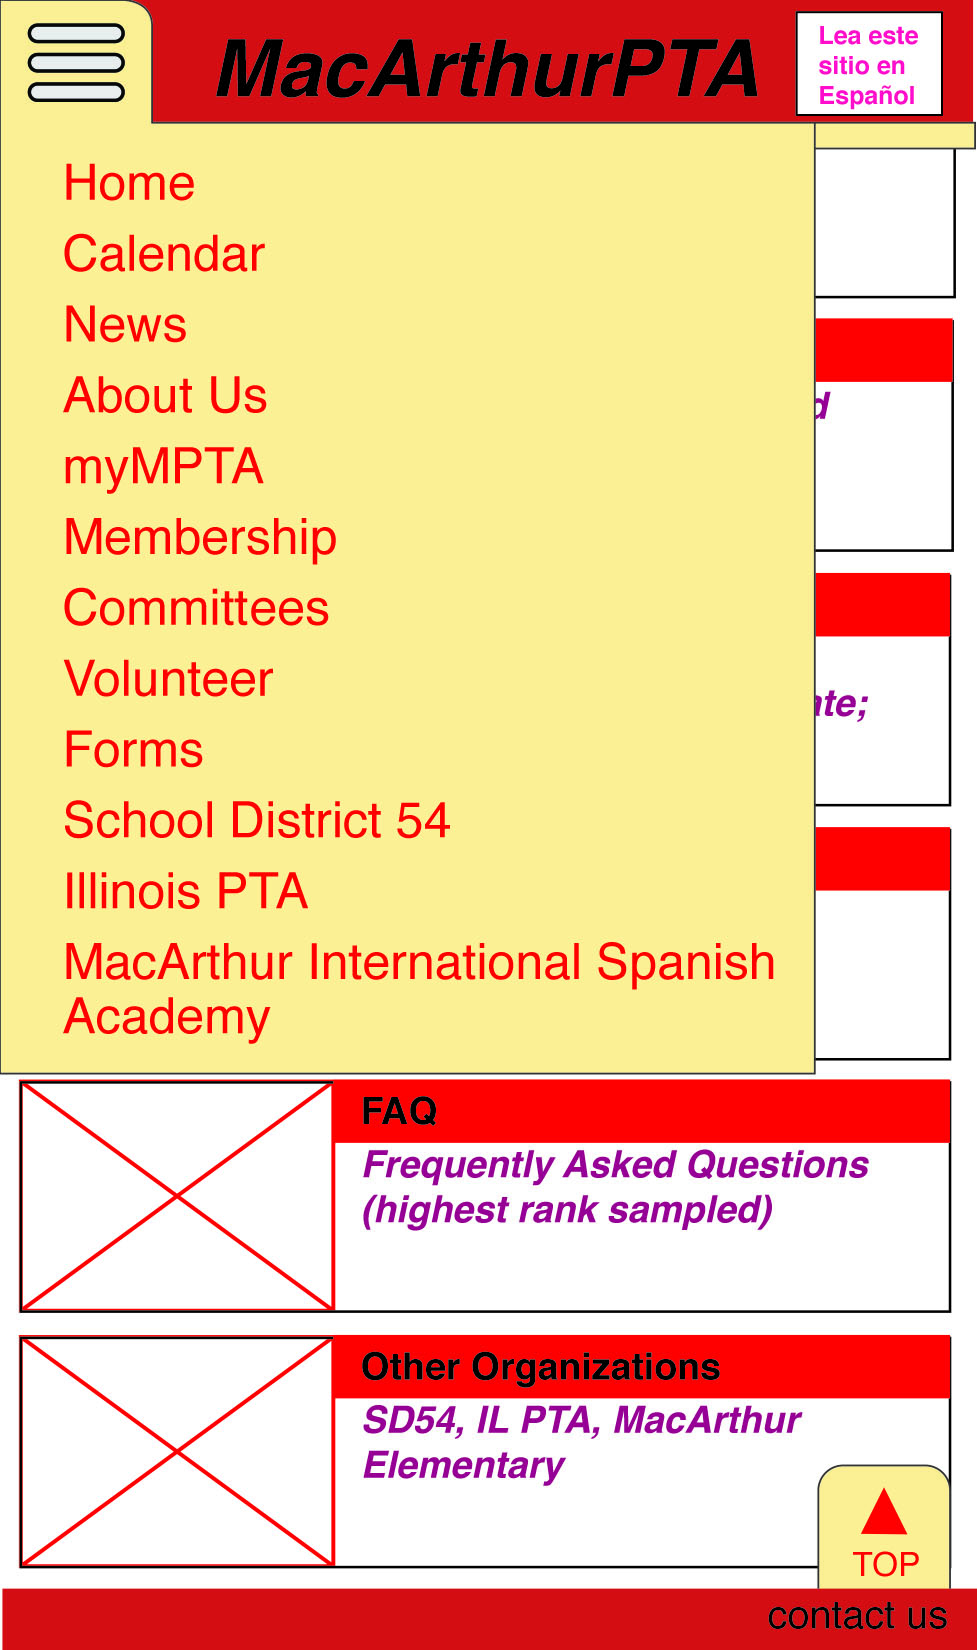 MacArthurPTA
Lea este
sitio en
Español
Home
Calendar
News
About Us
myMPTA
Membership
Committees
Volunteer
Forms
School District 54
Illinois PTA
MacArthur International Spanish
Academy
FAQ
Frequently Asked Questions
(highest rank sampled)
Other Organizations
SD54, IL PTA, MacArthur
Elementary
TOP
contact us